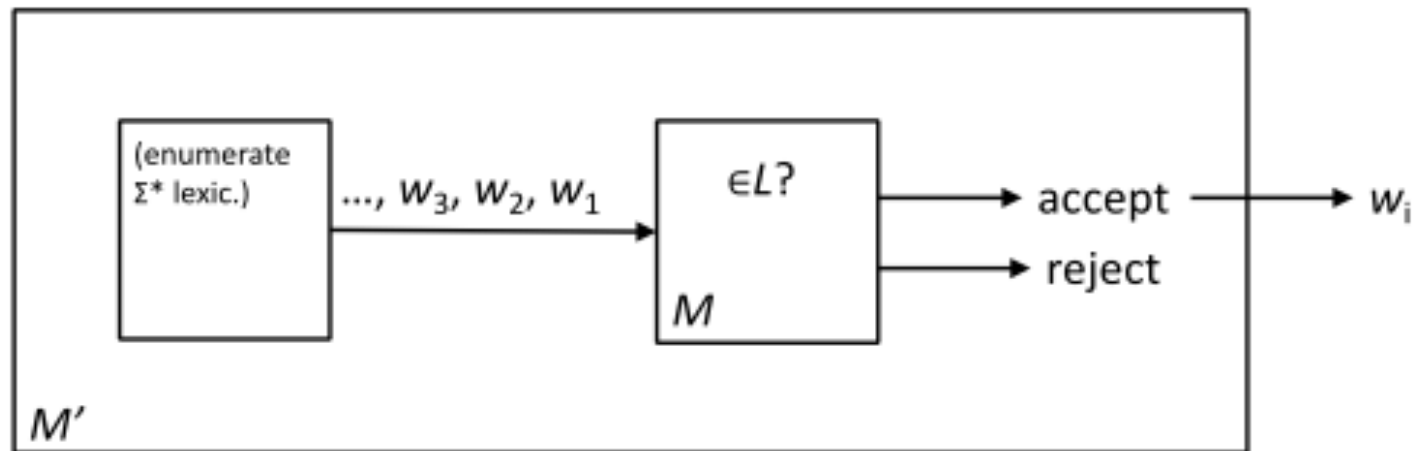 (enumerate
Σ* lexic.)
..., w₃, w₂, w₁
∈L?
M
accept
reject
wᵢ
M′